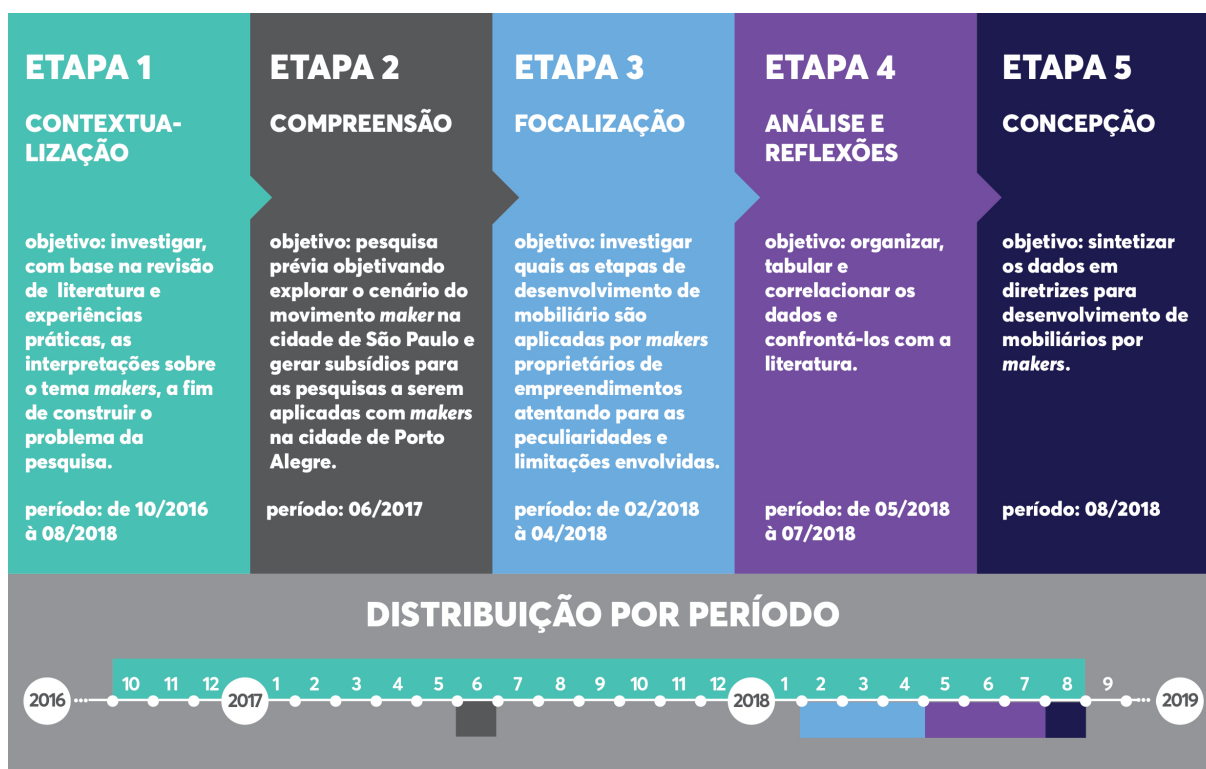 ETAPA 1
CONTEXTUA-
LIZAÇÃO
objetivo: investigar,
com base na revisão
de literatura e
experiências
práticas, as
interpretações sobre
o tema makers, a fim
de construir o
problema da
pesquisa.
período: de 10/2016
à 08/2018
ETAPA 2
COMPREENSÃO
objetivo: pesquisa
prévia objetivando
explorar o cenário do
movimento maker na
cidade de São Paulo e
gerar subsídios para
as pesquisas a serem
aplicadas com makers
na cidade de Porto
Alegre.
período: 06/2017
ETAPA 3
FOCALIZAÇÃO
objetivo: investigar
quais as etapas de
desenvolvimento de
mobiliário são
aplicadas por makers
proprietários de
empreendimentos
atentando para as
peculiaridades e
limitações envolvidas.
período: de 02/2018
à 04/2018
ETAPA 4
ANÁLISE E
REFLEXÕES
objetivo: organizar,
tabular e
correlacionar os
dados e
confrontá-los com a
literatura.
período: de 05/2018
à 07/2018
ETAPA 5
CONCEPÇÃO
objetivo: sintetizar
os dados em
diretrizes para
desenvolvimento de
mobiliários por
makers.
período: 08/2018
DISTRIBUIÇÃO POR PERÍODO
2016 10 11 12 2017 1 2 3 4 5 6 7 8 9 10 11 12 2018 1 2 3 4 5 6 7 8 9 2019